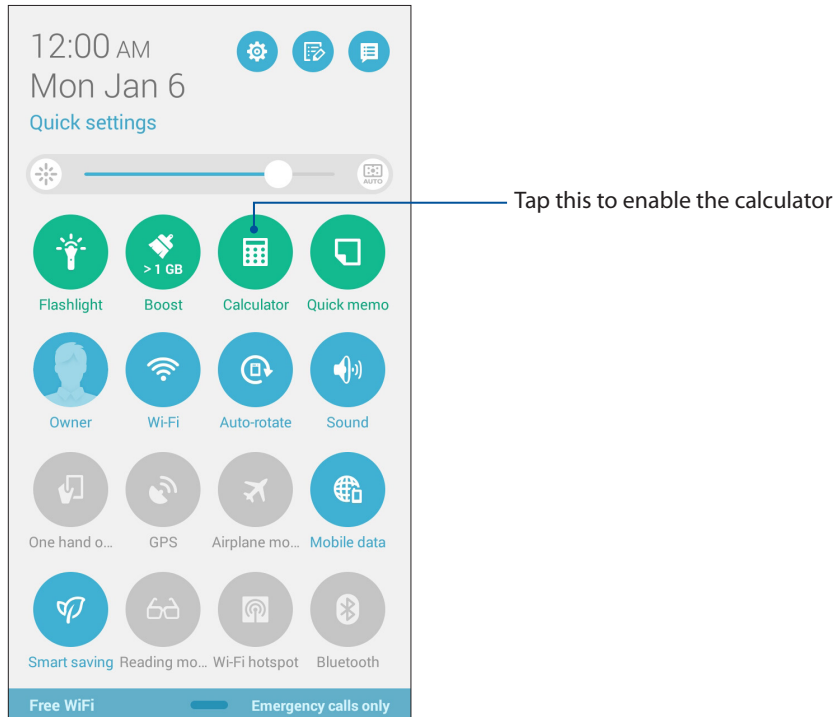 12:00 AM
Mon Jan 6
Quick settings
AUTO
Tap this to enable the calculator
> 1 GB
Flashlight Boost Calculator Quick memo
Owner Wi-Fi Auto-rotate Sound
One hand o... GPS Airplane mo... Mobile data
Smart saving Reading mo... Wi-Fi hotspot Bluetooth
Free WiFi Emergency calls only